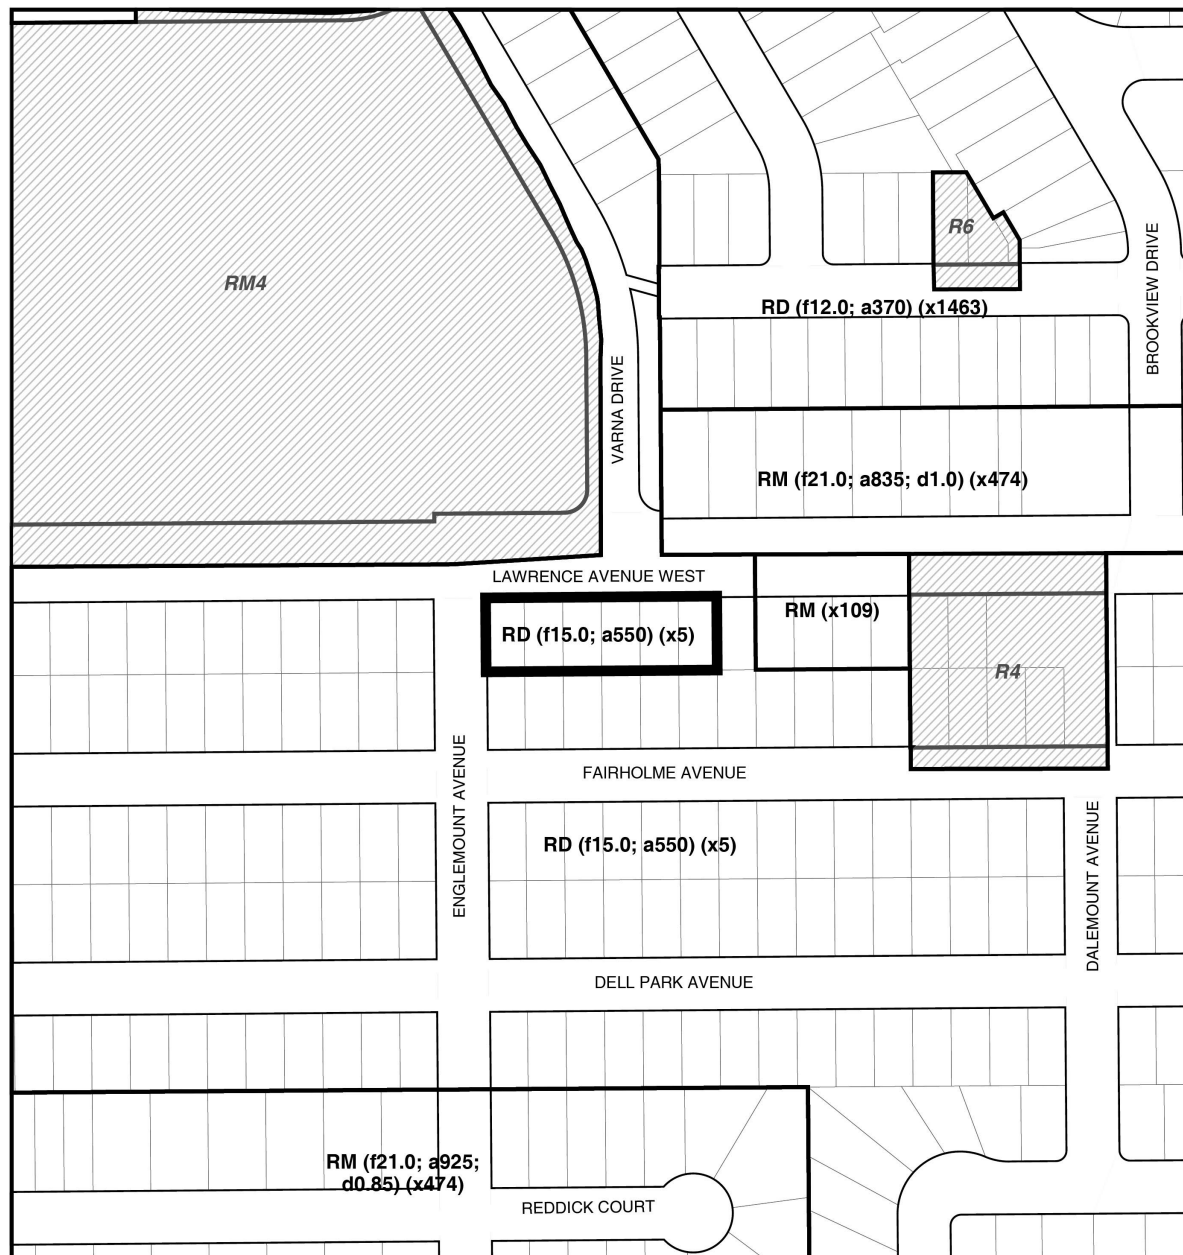 R6
BROOKVIEW DRIVE
RM4
RD (f12.0; a370) (x1463)
VARNA DRIVE
RM (f21.0; a835; d1.0) (x474)
LAWRENCE AVENUE WEST
RM (x109)
RD (f15.0; a550) (x5)
R4
FAIRHOLME AVENUE
ENGLEMOUNT AVENUE
RD (f15.0; a550) (x5)
DALEMOUNT AVENUE
DELL PARK AVENUE
RM (f21.0; a925;
d0.85) (x474)
REDDICK COURT